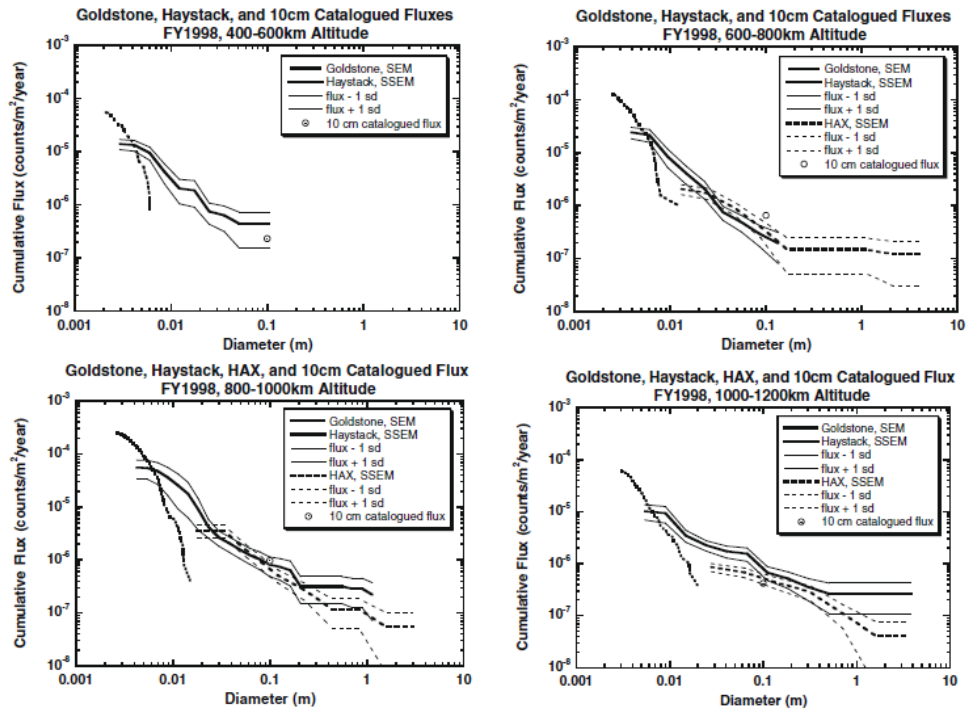 Goldstone, Haystack, and 10cm Catalogued Fluxes
FY1998, 400-600km Altitude
Cumulative Flux (counts/m²/year)
10⁻³
10⁻⁴
10⁻⁵
10⁻⁶
10⁻⁷
10⁻⁸
Goldstone, SEM
Haystack, SSEM
flux - 1 sd
flux + 1 sd
10 cm catalogued flux
0.001 0.01 0.1 1 10
Diameter (m)
Goldstone, Haystack, and 10cm Catalogued Fluxes
FY1998, 600-800km Altitude
Cumulative Flux (counts/m²/year)
10⁻³
10⁻⁴
10⁻⁵
10⁻⁶
10⁻⁷
10⁻⁸
Goldstone, SEM
Haystack, SSEM
flux - 1 sd
flux + 1 sd
HAX, SSEM
flux - 1 sd
flux + 1 sd
10 cm catalogued flux
0.001 0.01 0.1 1 10
Diameter (m)
Goldstone, Haystack, HAX, and 10cm Catalogued Flux
FY1998, 800-1000km Altitude
Cumulative Flux (counts/m²/year)
10⁻³
10⁻⁴
10⁻⁵
10⁻⁶
10⁻⁷
10⁻⁸
Goldstone, SEM
Haystack, SSEM
flux - 1 sd
flux + 1 sd
HAX, SSEM
flux - 1 sd
flux + 1 sd
10 cm catalogued flux
0.001 0.01 0.1 1 10
Diameter (m)
Goldstone, Haystack, HAX, and 10cm Catalogued Flux
FY1998, 1000-1200km Altitude
Cumulative Flux (counts/m²/year)
10⁻³
10⁻⁴
10⁻⁵
10⁻⁶
10⁻⁷
10⁻⁸
Goldstone, SEM
Haystack, SSEM
flux - 1 sd
flux + 1 sd
HAX, SSEM
flux - 1 sd
flux + 1 sd
10 cm catalogued flux
0.001 0.01 0.1 1 10
Diameter (m)